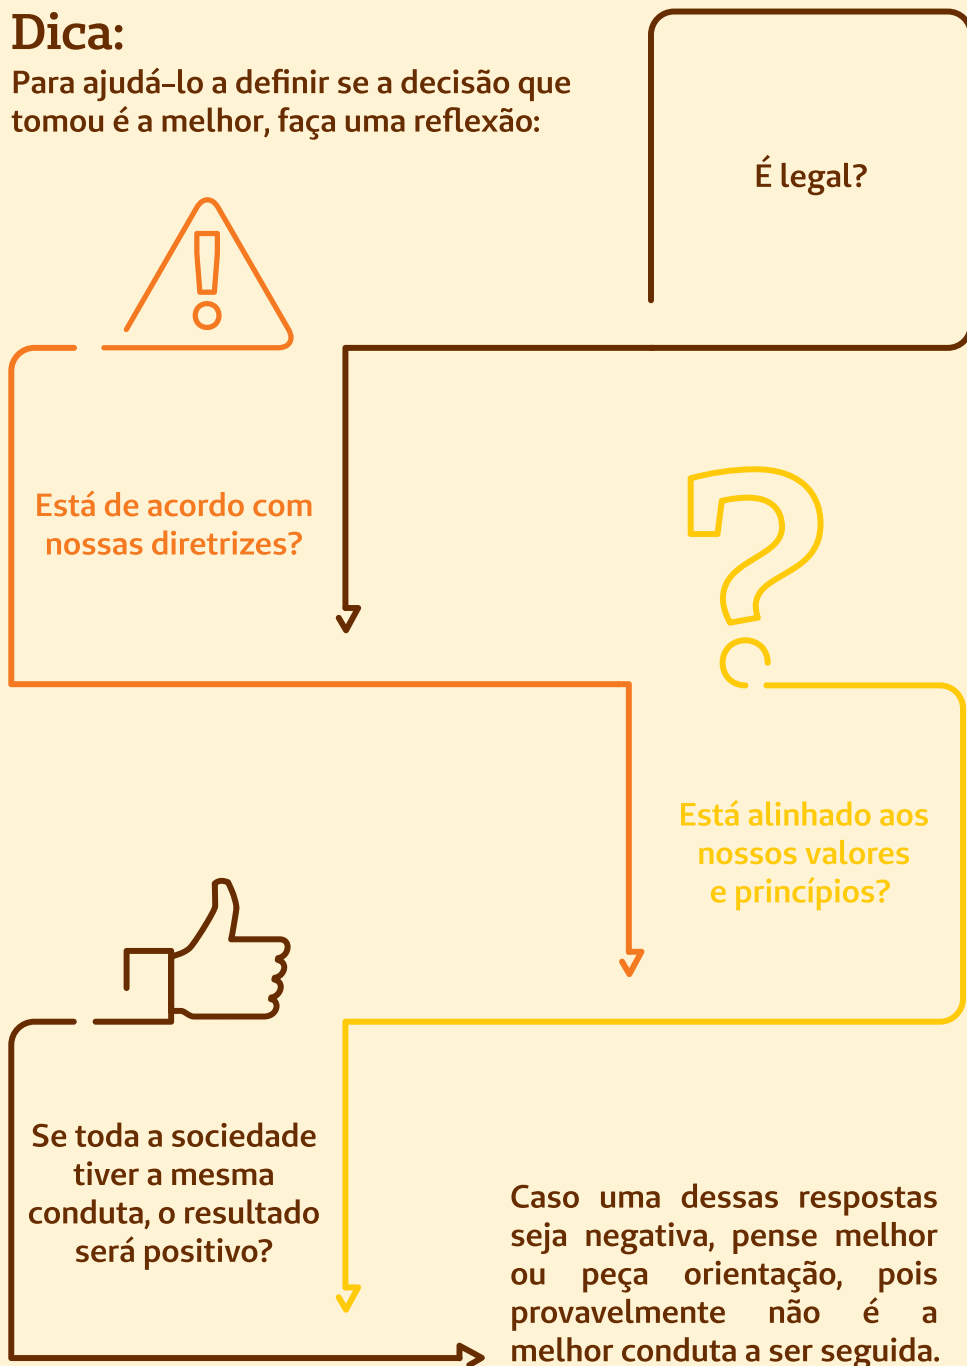 Dica:
Para ajudá-lo a definir se a decisão que
tomou é a melhor, faça uma reflexão:
É legal?
Está de acordo com
nossas diretrizes?
Está alinhado aos
nossos valores
e princípios?
Se toda a sociedade
tiver a mesma
conduta, o resultado
será positivo?
Caso uma dessas respostas
seja negativa, pense melhor
ou peça orientação, pois
provavelmente não é a
melhor conduta a ser seguida.